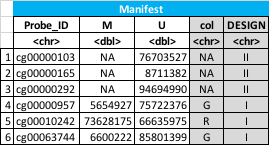 Manifest
Probe_ID M U col DESIGN
<chr> <dbl> <dbl> <chr> <chr>
1 cg00000103 NA 76703527 NA II
2 cg00000165 NA 8711382 NA II
3 cg00000292 NA 94694990 NA II
4 cg00000957 5654927 75722376 G I
5 cg00010242 73628175 66635975 R I
6 cg00063744 6600222 85801399 G I